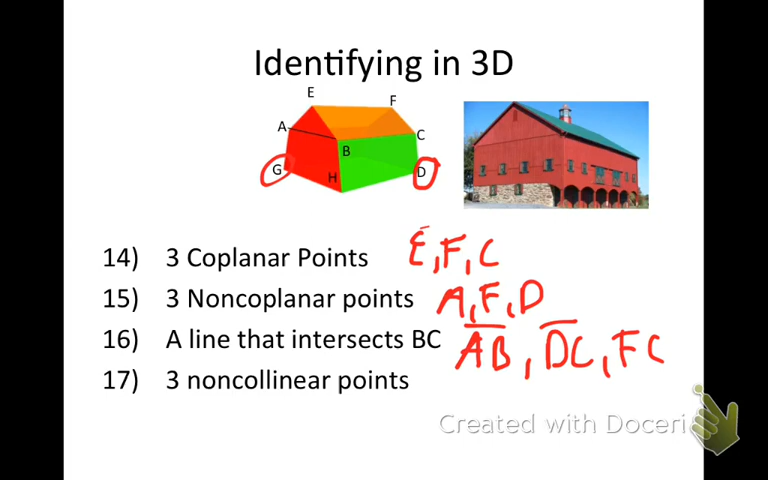 Identifying in 3D
E
F
A
C
B
G
H
D
14) 3 Coplanar Points E,F,C
15) 3 Noncoplanar points A,F,D
16) A line that intersects BC AB, DC, FC
17) 3 noncollinear points
Created with Doceri